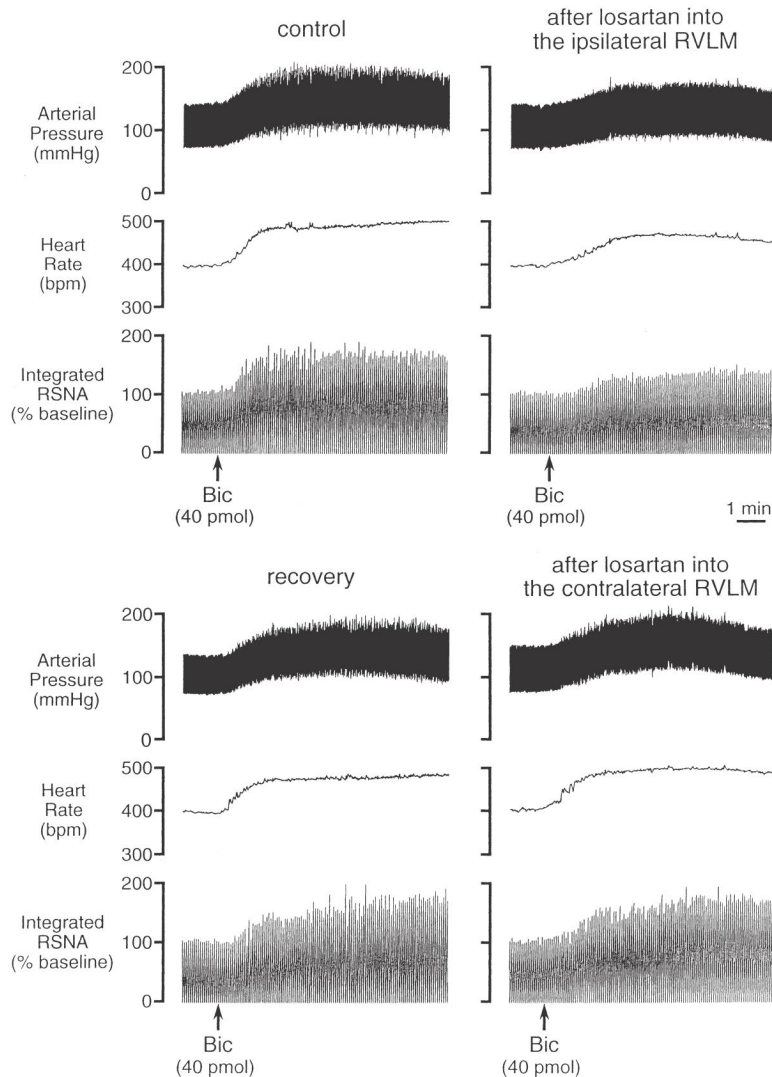 control
after losartan into
the ipsilateral RVLM
Arterial
Pressure
(mmHg)
200
100
0
Heart
Rate
(bpm)
500
400
300
Integrated
RSNA
(% baseline)
200
100
0
Bic
(40 pmol)
Bic
(40 pmol)
1 min
recovery
after losartan into
the contralateral RVLM
Arterial
Pressure
(mmHg)
200
100
0
Heart
Rate
(bpm)
500
400
300
Integrated
RSNA
(% baseline)
200
100
0
Bic
(40 pmol)
Bic
(40 pmol)